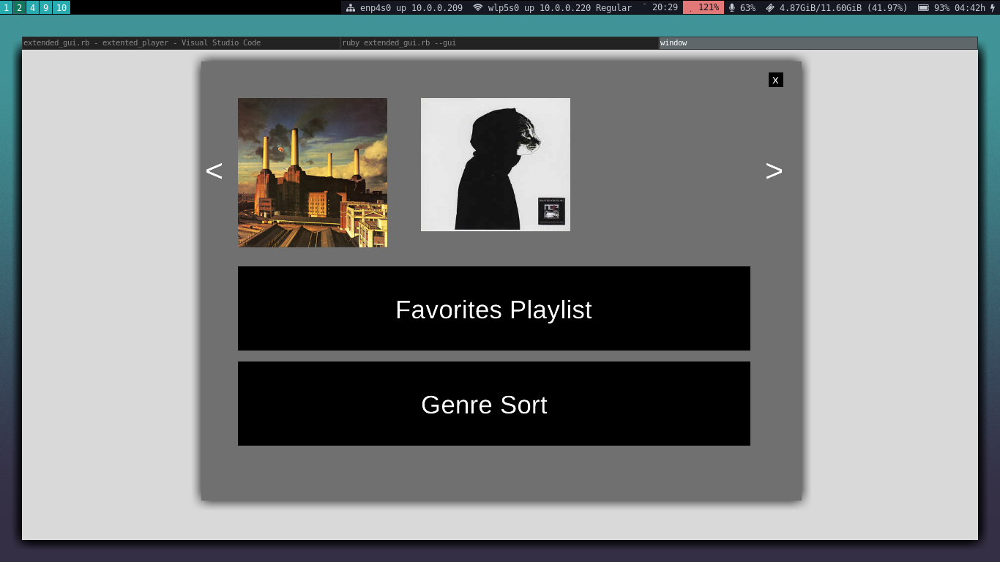 1 2 4 9 10 enp4s0 up 10.0.0.209 wlp5s0 up 10.0.0.220 Regular 20:29 121% 63% 4.87GiB/11.60GiB (41.97%) 93% 04:42h
extended_gui.rb - extented_player - Visual Studio Code ruby extended_gui.rb --gui window
X
< >
Favorites Playlist
Genre Sort